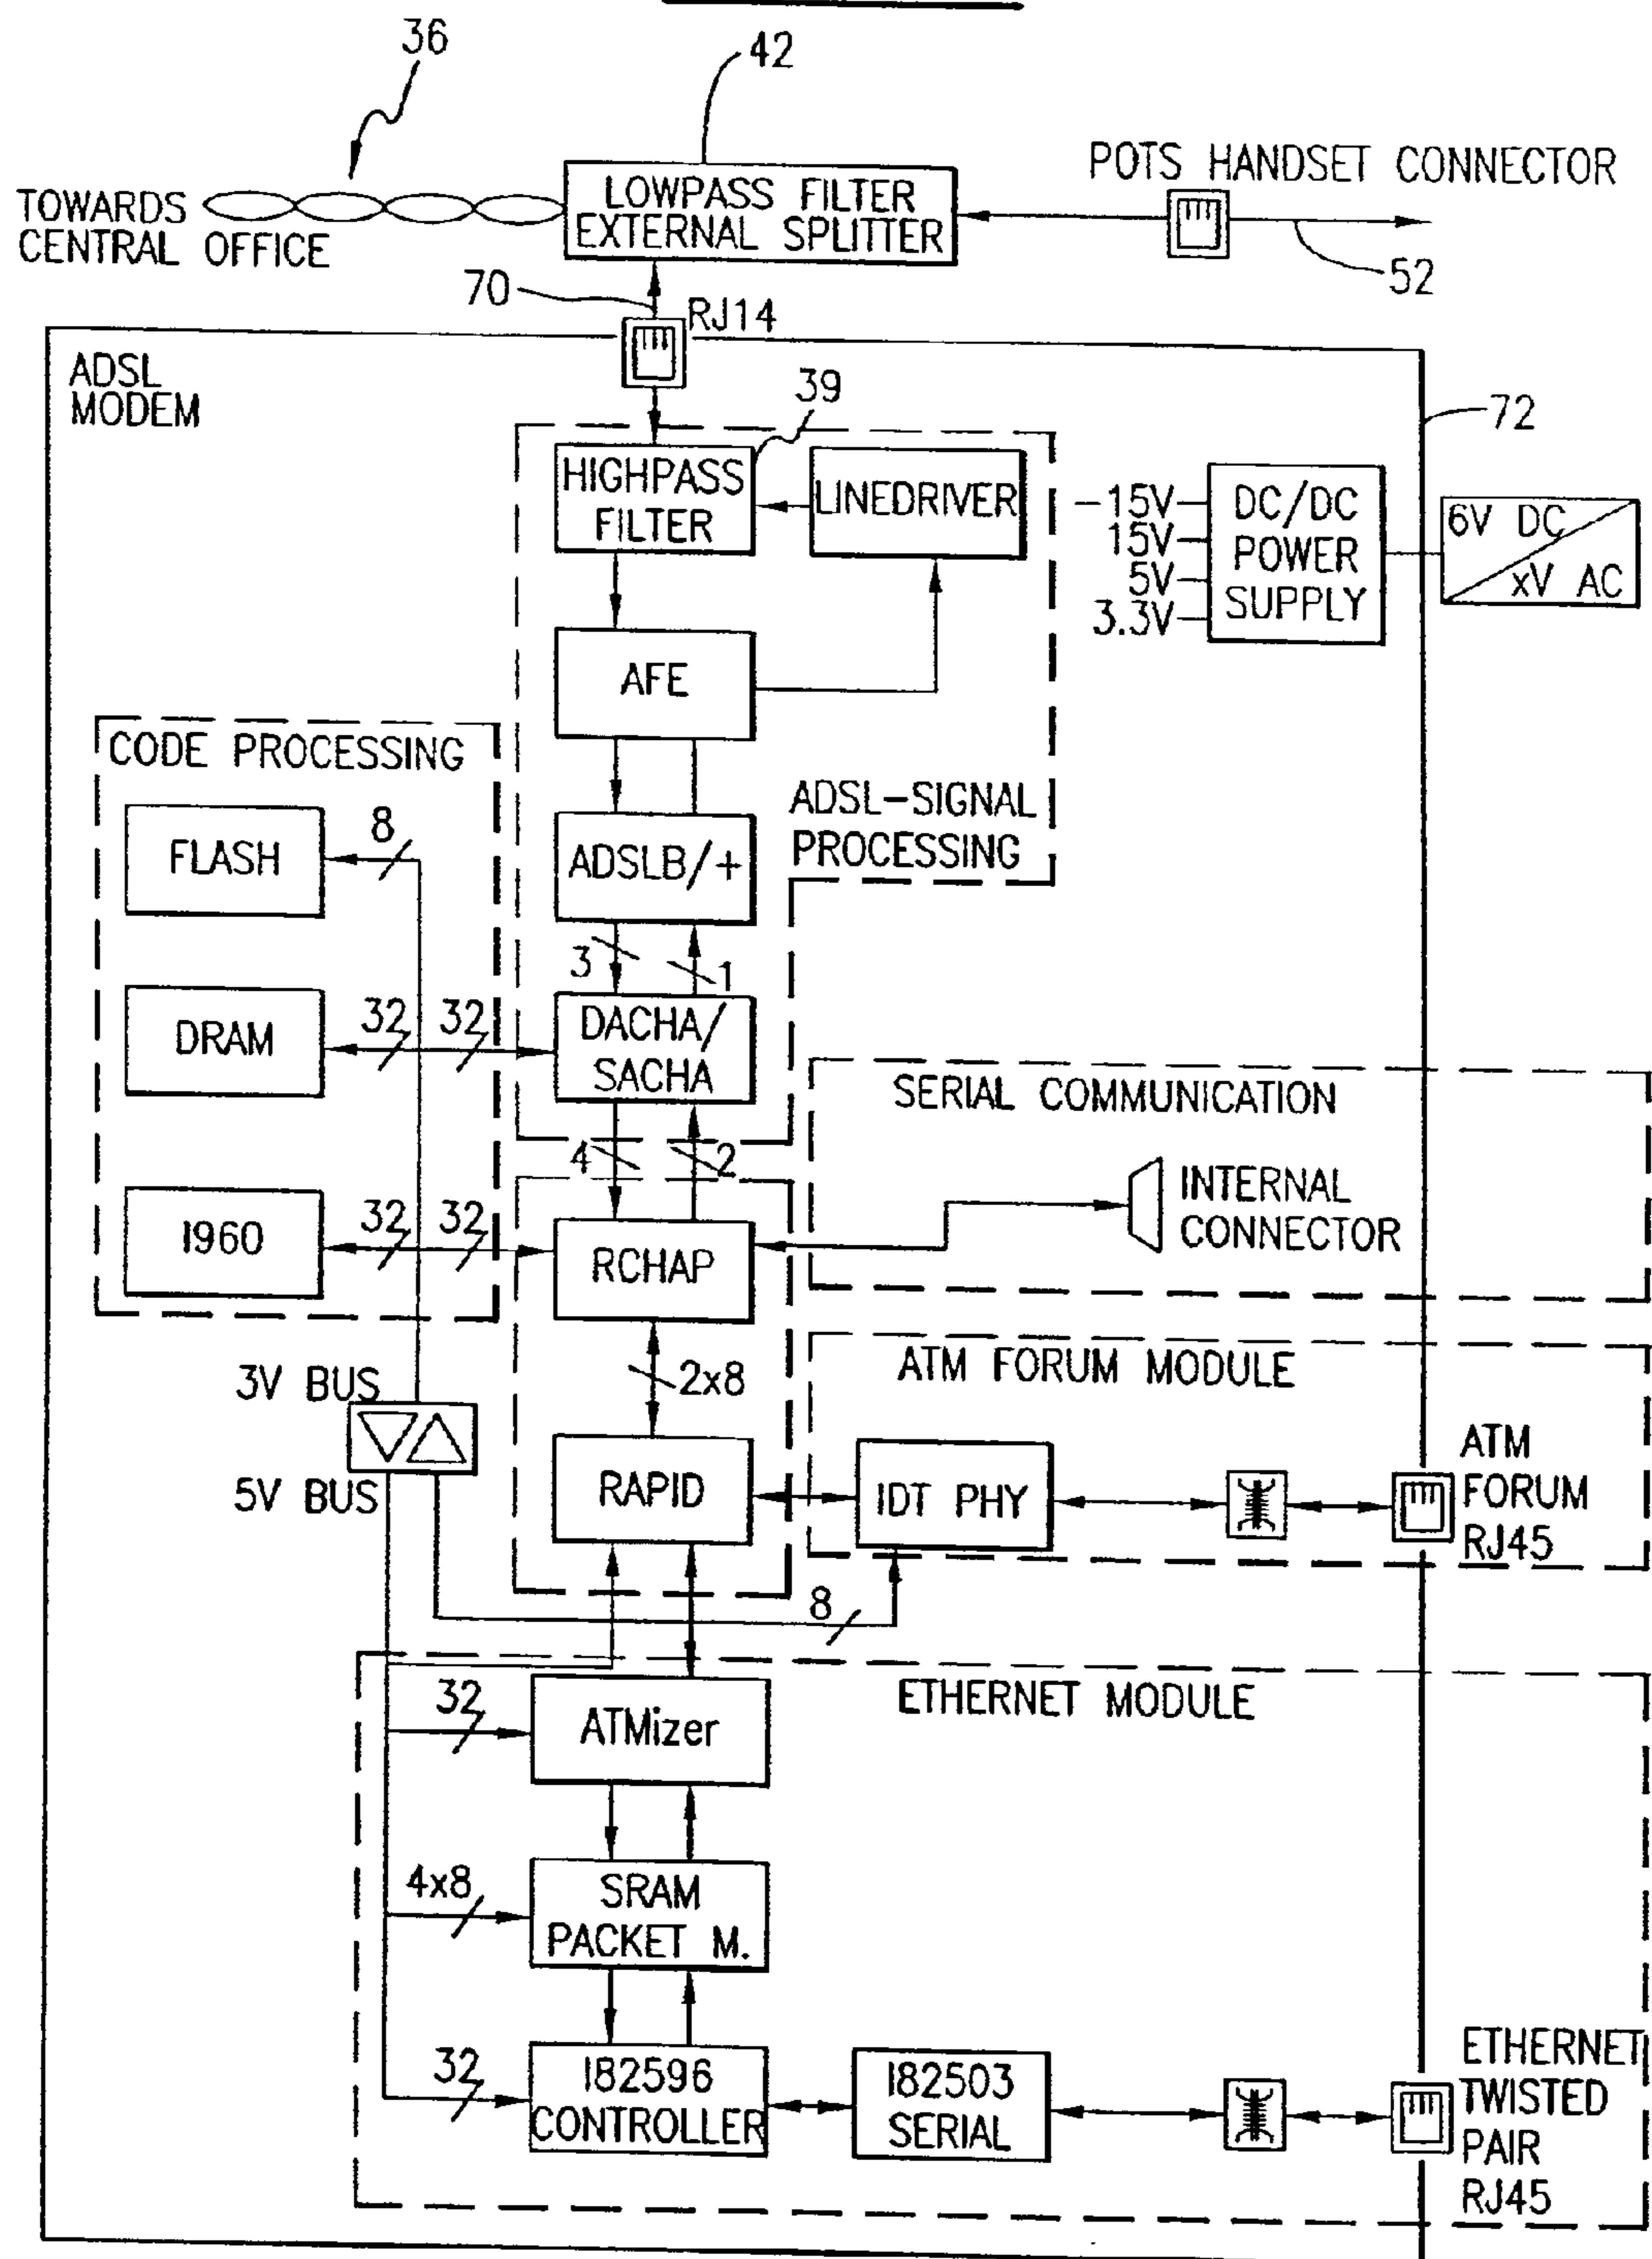 36
42
POTS HANDSET CONNECTOR
TOWARDS
CENTRAL OFFICE
LOWPASS FILTER
EXTERNAL SPLITTER
52
70
RJ14
ADSL
MODEM
39
72
HIGHPASS
FILTER
LINEDRIVER
-15V
15V
5V
3.3V
DC/DC
POWER
SUPPLY
6V DC
xV AC
AFE
CODE PROCESSING
ADSL-SIGNAL
PROCESSING
FLASH
8
ADSLB/+
3
1
DRAM
32
32
DACHA/
SACHA
SERIAL COMMUNICATION
4
2
INTERNAL
CONNECTOR
I960
32
32
RCHAP
ATM FORUM MODULE
3V BUS
2x8
5V BUS
RAPID
IDT PHY
ATM
FORUM
RJ45
8
ETHERNET MODULE
32
ATMizer
4x8
SRAM
PACKET M.
32
I82596
CONTROLLER
I82503
SERIAL
ETHERNET
TWISTED
PAIR
RJ45